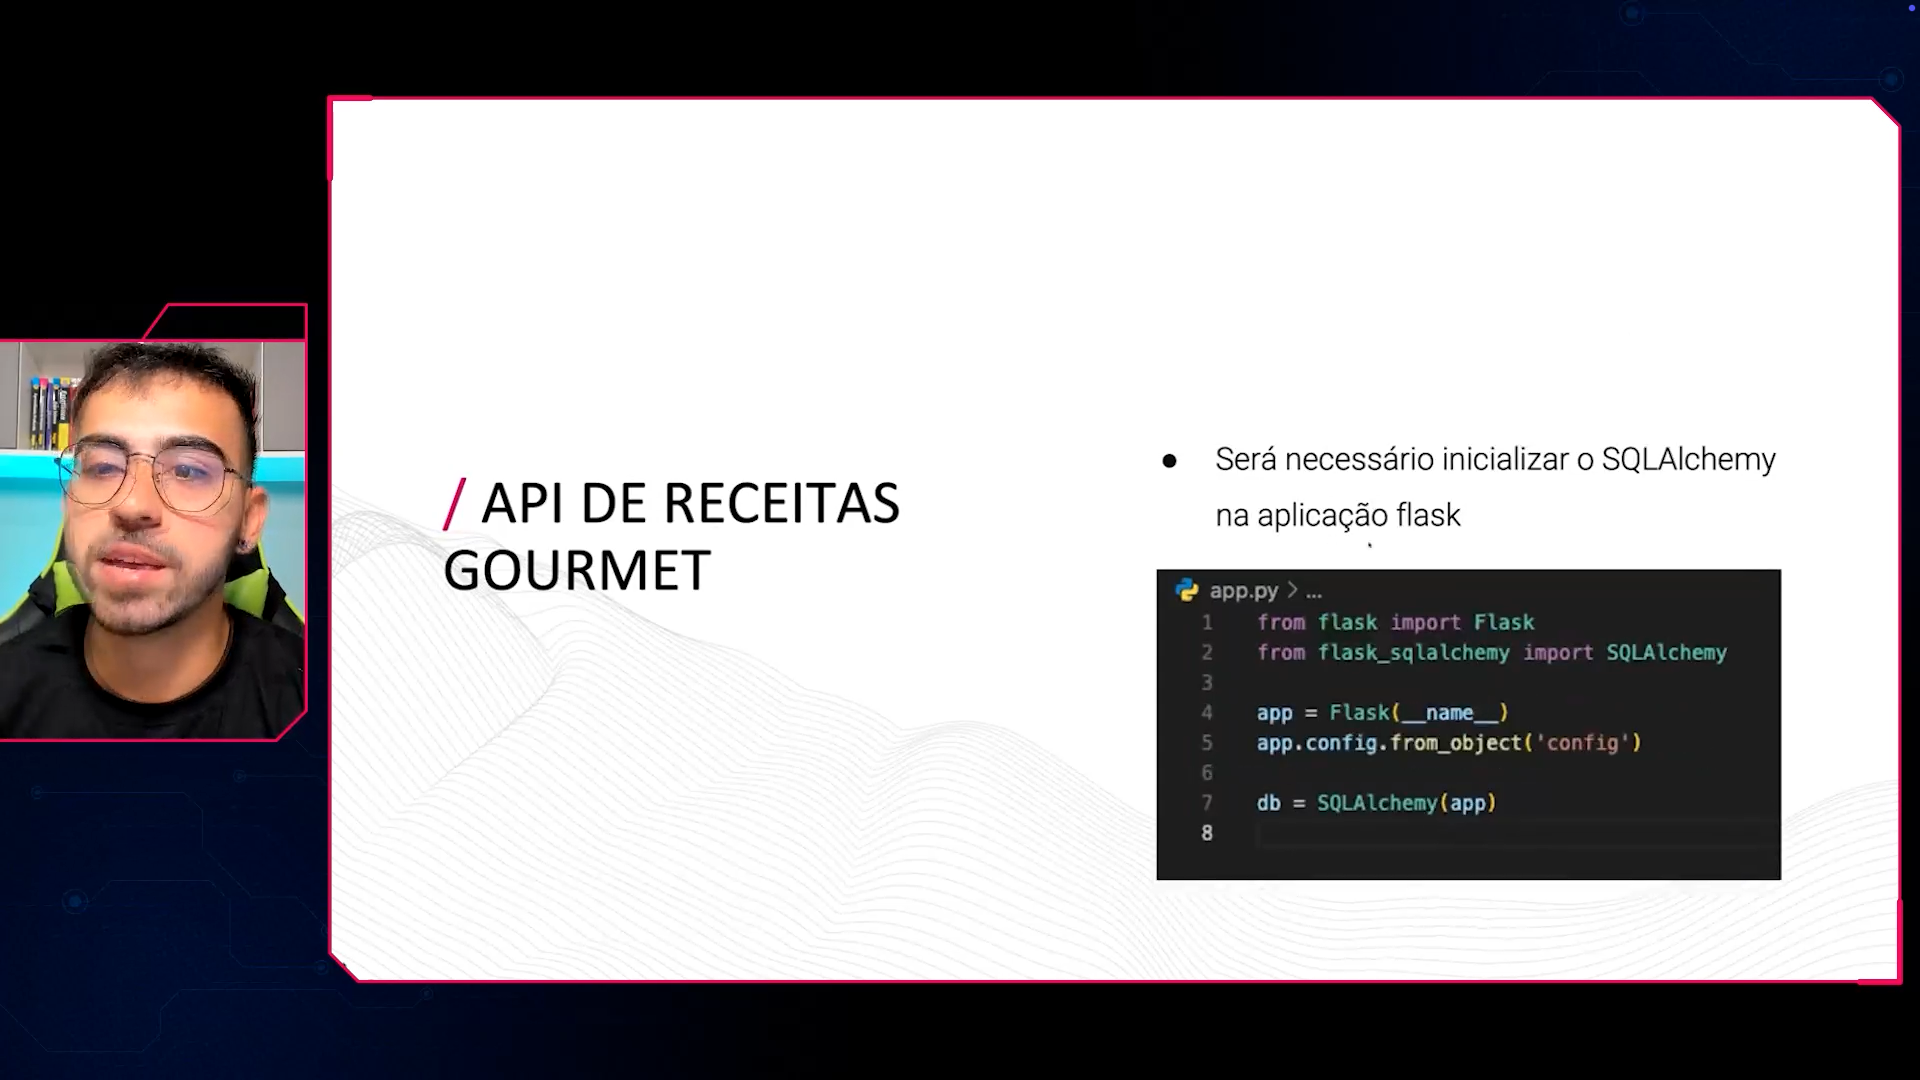 / API DE RECEITAS
GOURMET
● Será necessário inicializar o SQLAlchemy
na aplicação flask
app.py > ...
1 from flask import Flask
2 from flask_sqlalchemy import SQLAlchemy
3
4 app = Flask(__name__)
5 app.config.from_object('config')
6
7 db = SQLAlchemy(app)
8